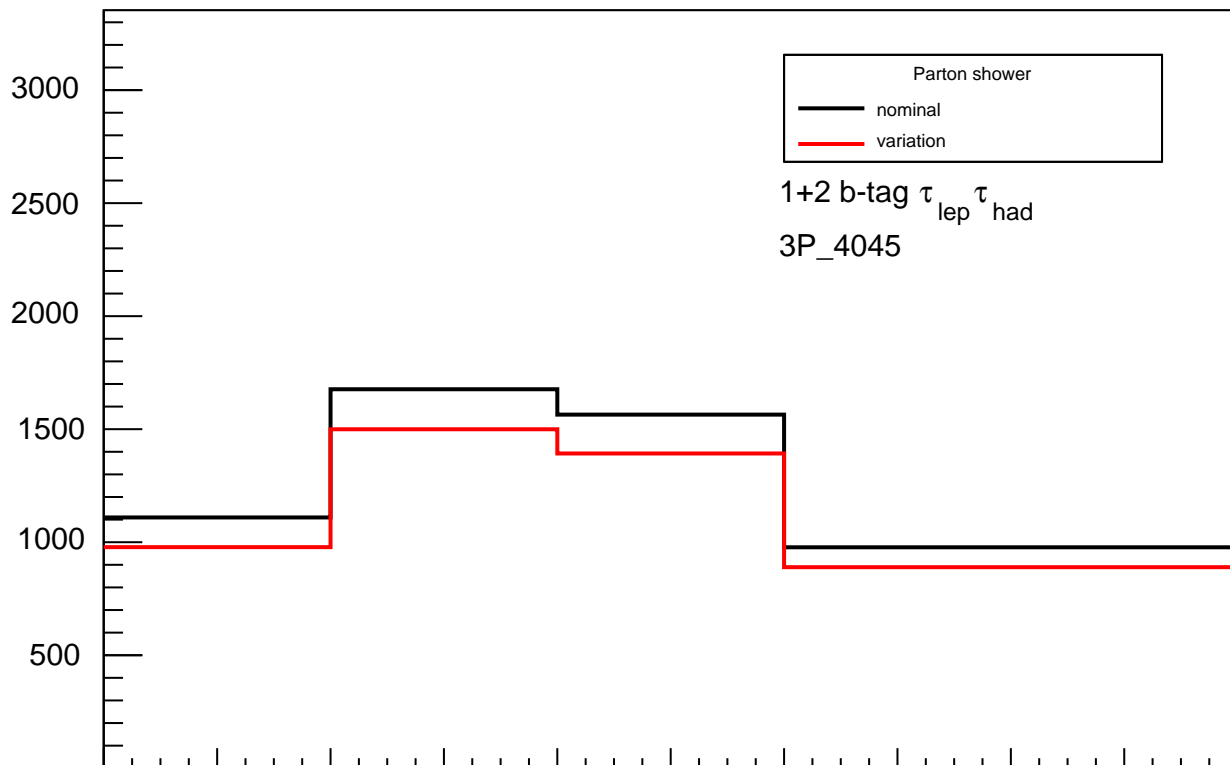 3000
2500
2000
1500
1000
500
Parton shower
nominal
variation
1+2 b-tag τlepτhad
3P_4045